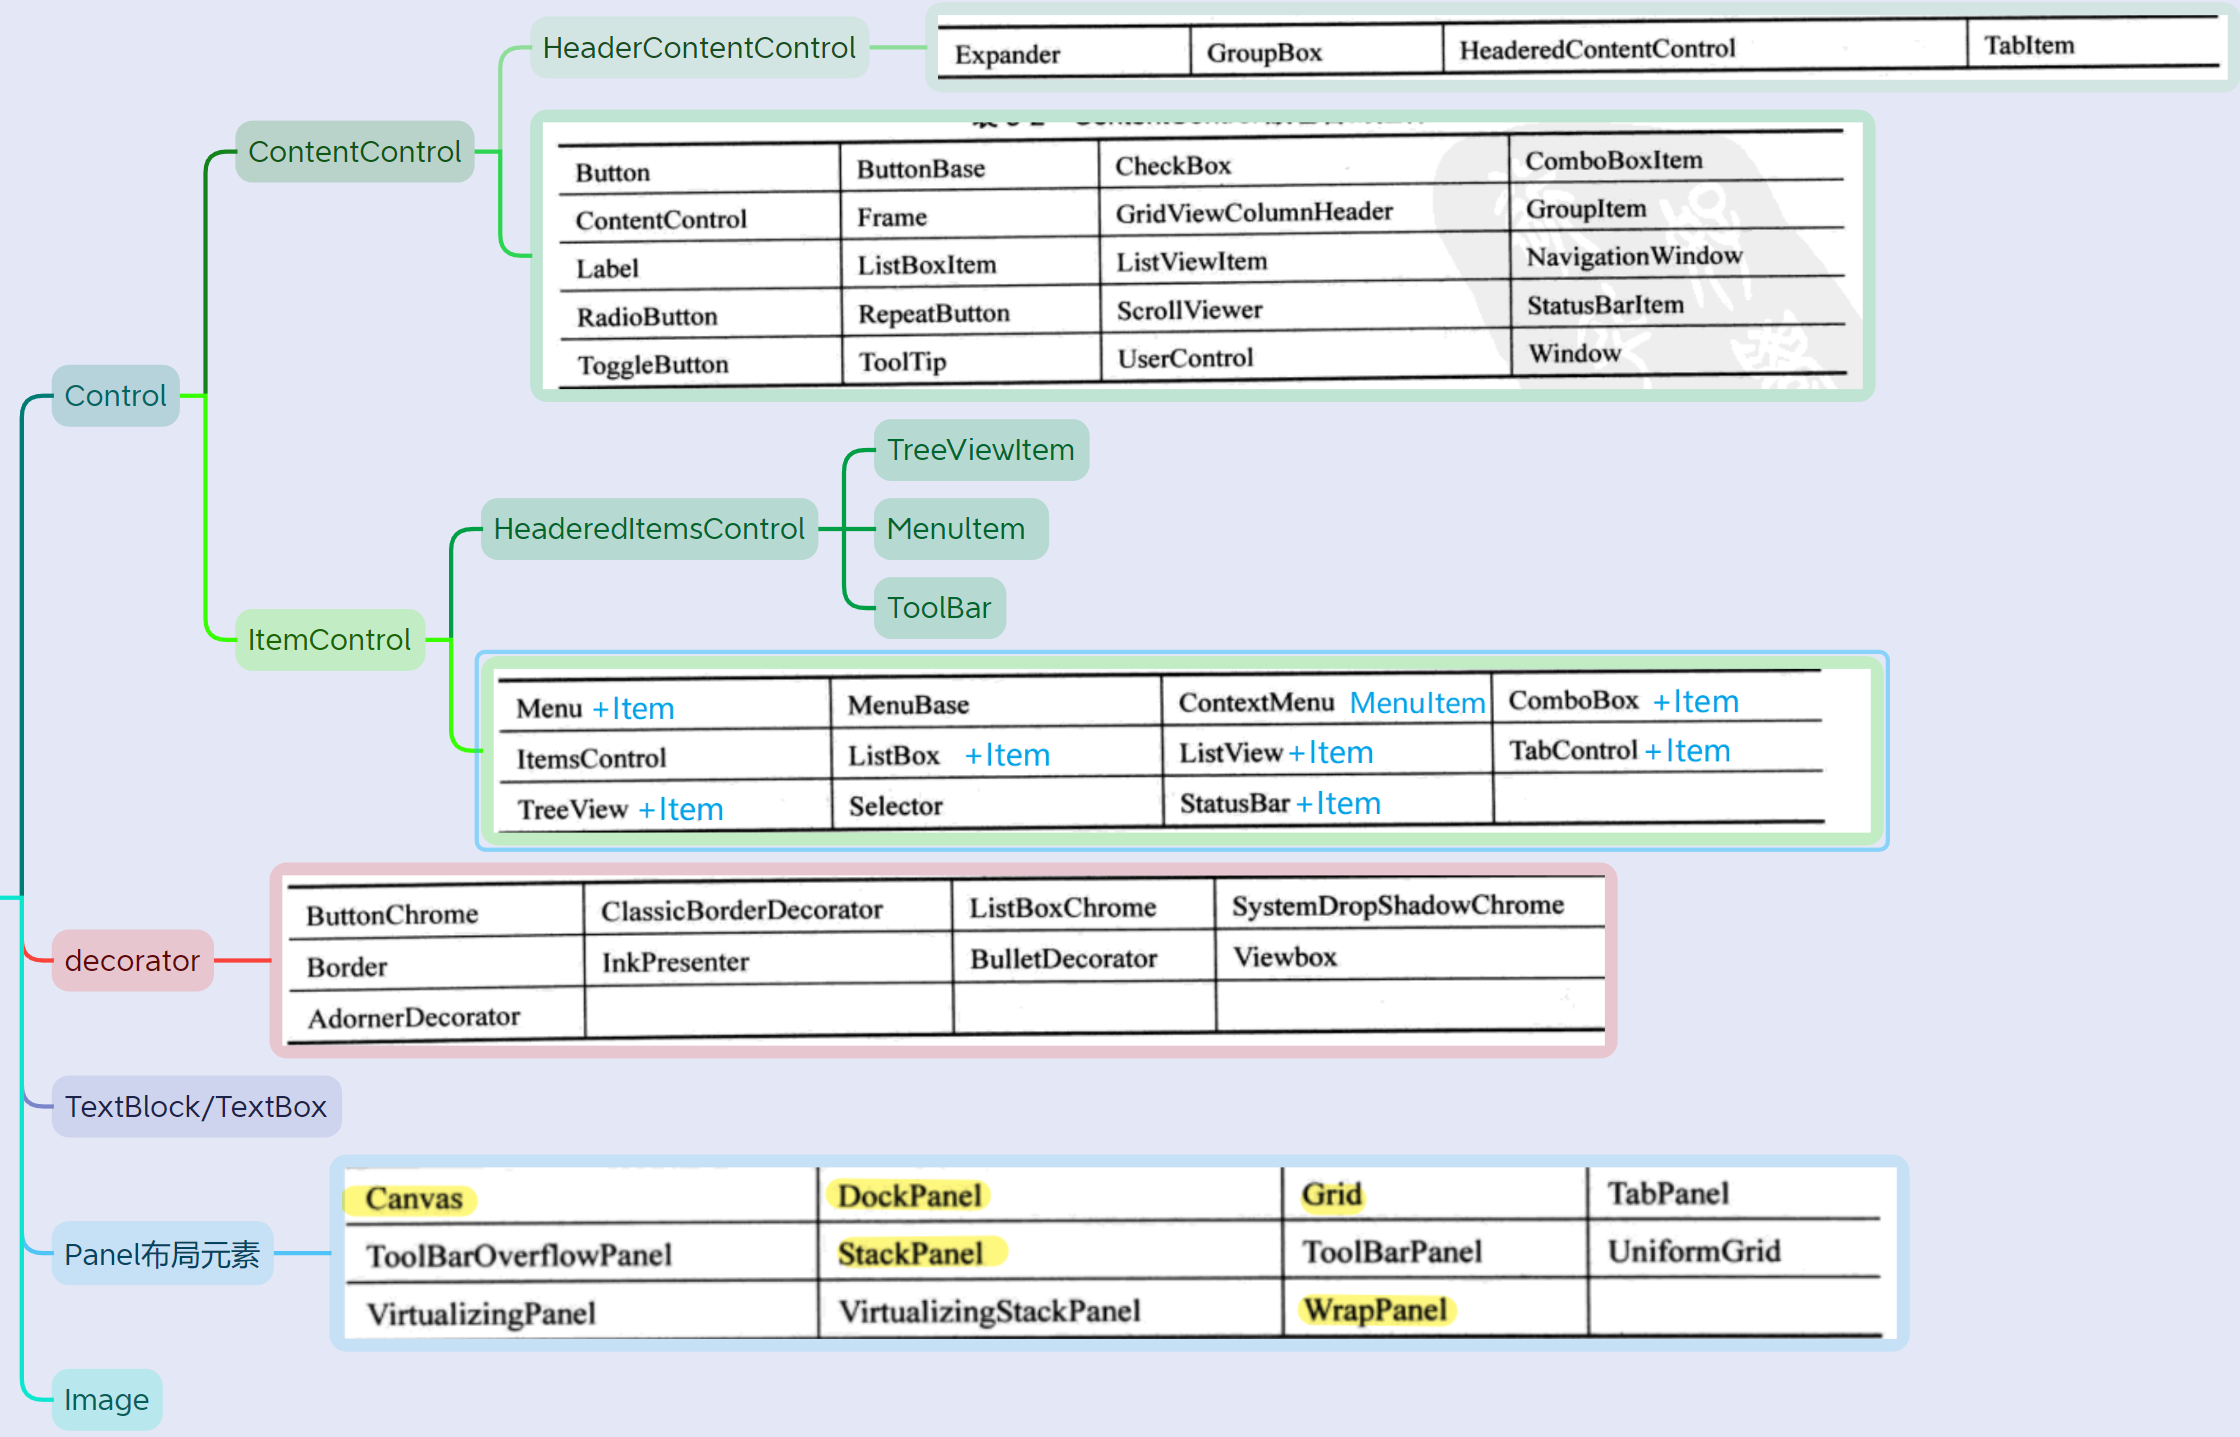 HeaderContentControl
Expander GroupBox HeaderedContentControl TabItem
ContentControl
Button ButtonBase CheckBox ComboBoxItem
ContentControl Frame GridViewColumnHeader GroupItem
Label ListBoxItem ListViewItem NavigationWindow
RadioButton RepeatButton ScrollViewer StatusBarItem
ToggleButton ToolTip UserControl Window
Control
TreeViewItem
HeaderedItemsControl
MenuItem
ToolBar
ItemControl
Menu +Item MenuBase ContextMenu MenuItem ComboBox +Item
ItemsControl ListBox +Item ListView +Item TabControl +Item
TreeView +Item Selector StatusBar +Item
decorator
ButtonChrome ClassicBorderDecorator ListBoxChrome SystemDropShadowChrome
Border InkPresenter BulletDecorator Viewbox
AdornerDecorator
TextBlock/TextBox
Panel布局元素
Canvas DockPanel Grid TabPanel
ToolBarOverflowPanel StackPanel ToolBarPanel UniformGrid
VirtualizingPanel VirtualizingStackPanel WrapPanel
Image